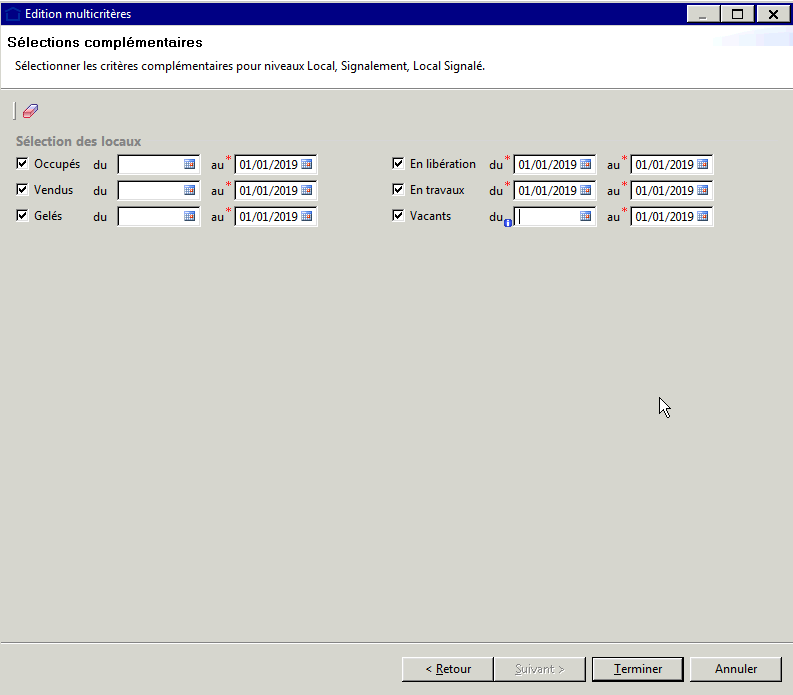 Edition multicritères
Sélections complémentaires
Sélectionner les critères complémentaires pour niveaux Local, Signalement, Local Signalé.
Sélection des locaux
Occupés du au * 01/01/2019 En libération du * 01/01/2019 au * 01/01/2019
Vendus du au * 01/01/2019 En travaux du * 01/01/2019 au * 01/01/2019
Gelés du au * 01/01/2019 Vacants du au * 01/01/2019
< Retour Suivant > Terminer Annuler